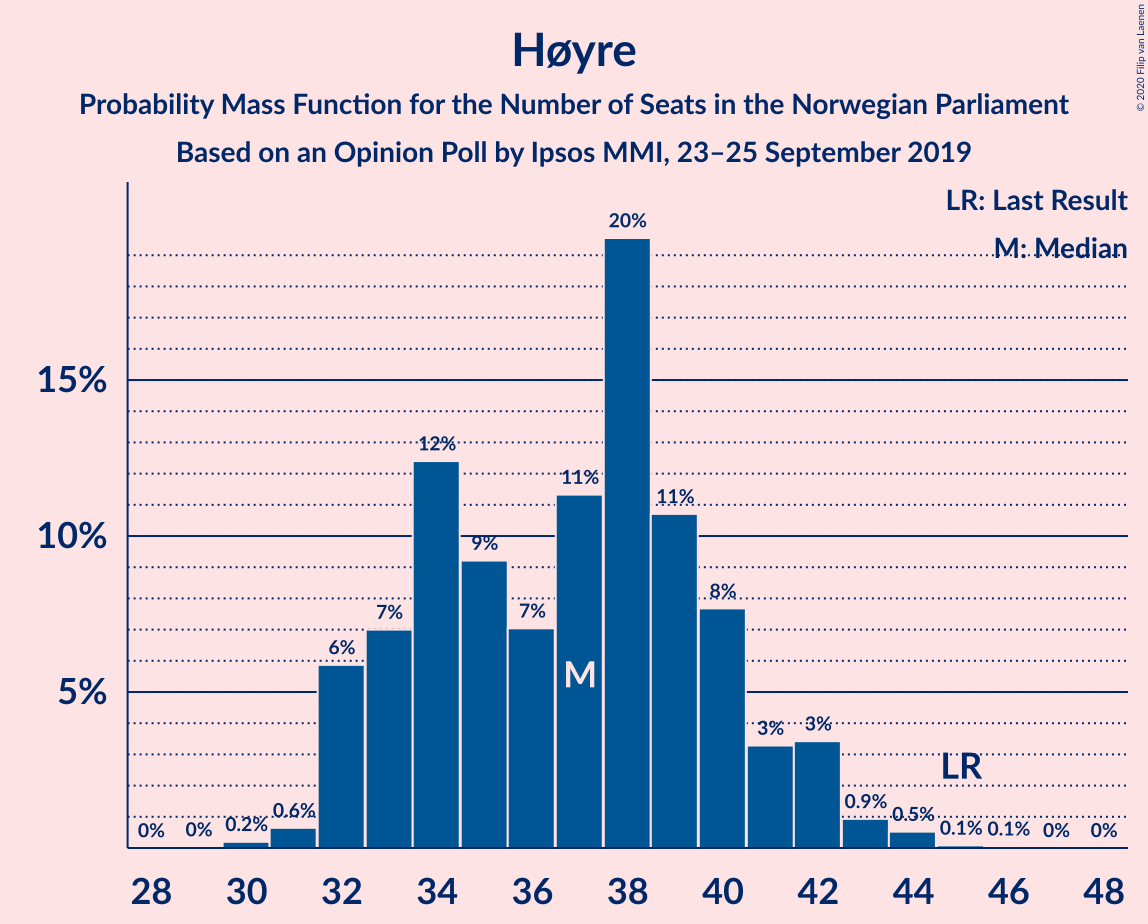 Høyre
Probability Mass Function for the Number of Seats in the Norwegian Parliament
Based on an Opinion Poll by Ipsos MMI, 23–25 September 2019
© 2020 Filip van Laenen
LR: Last Result
M: Median
20%
15%
12%
11%
11%
10%
9%
8%
7%
7%
6%
5%
M
3%
3%
LR
0%
0%
0.2%
0.6%
0.9%
0.5%
0.1%
0.1%
0%
0%
28 30 32 34 36 38 40 42 44 46 48